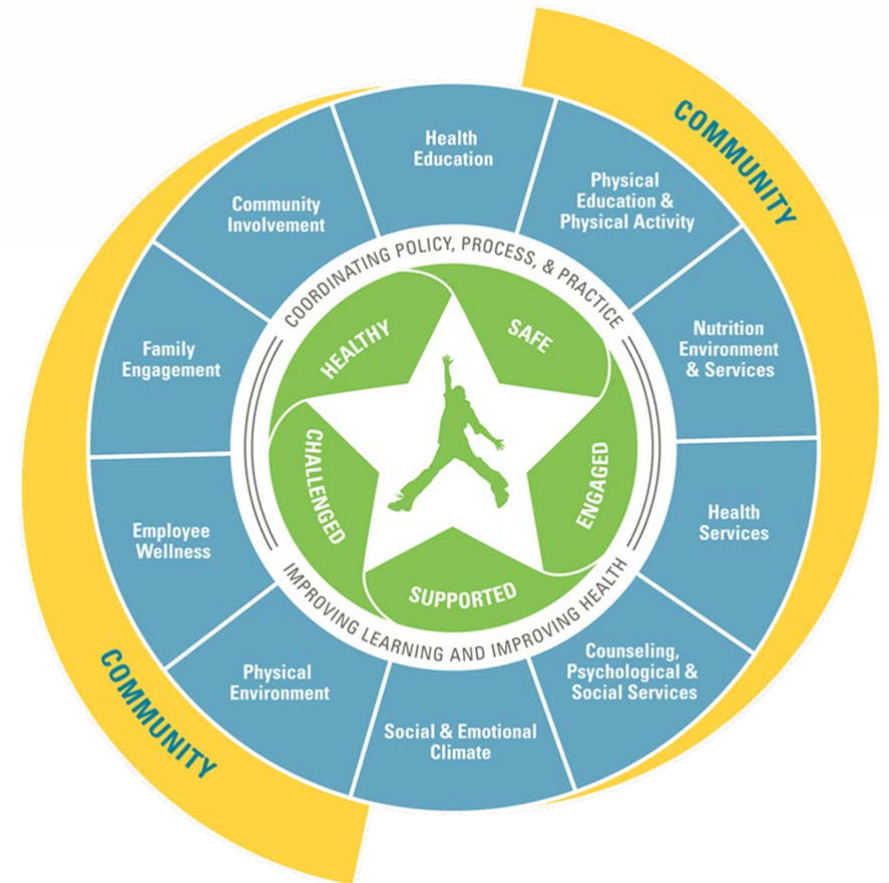 COMMUNITY
Health
Education
Physical
Education &
Physical Activity
Nutrition
Environment
& Services
Health
Services
Counseling,
Psychological &
Social Services
Social & Emotional
Climate
Physical
Environment
Employee
Wellness
Family
Engagement
Community
Involvement
COORDINATING POLICY, PROCESS, & PRACTICE
IMPROVING LEARNING AND IMPROVING HEALTH
HEALTHY
SAFE
ENGAGED
SUPPORTED
CHALLENGED
COMMUNITY